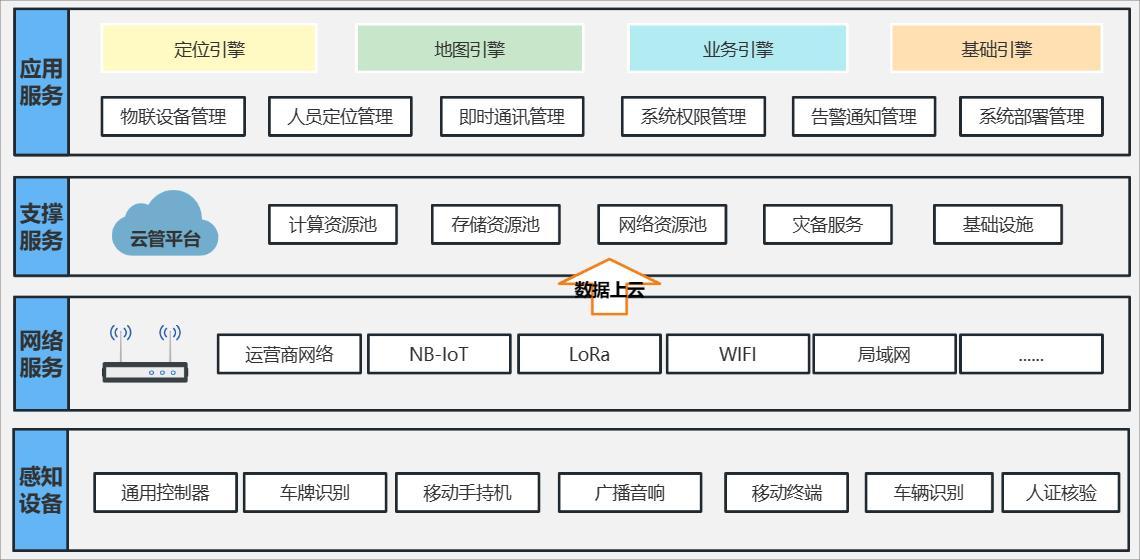 应用
服务
定位引擎
地图引擎
业务引擎
基础引擎
物联设备管理
人员定位管理
即时通讯管理
系统权限管理
告警通知管理
系统部署管理
支撑
服务
云管平台
计算资源池
存储资源池
网络资源池
灾备服务
基础设施
数据上云
网络
服务
运营商网络
NB-IoT
LoRa
WIFI
局域网
......
感知
设备
通用控制器
车牌识别
移动手持机
广播音响
移动终端
车辆识别
人证核验